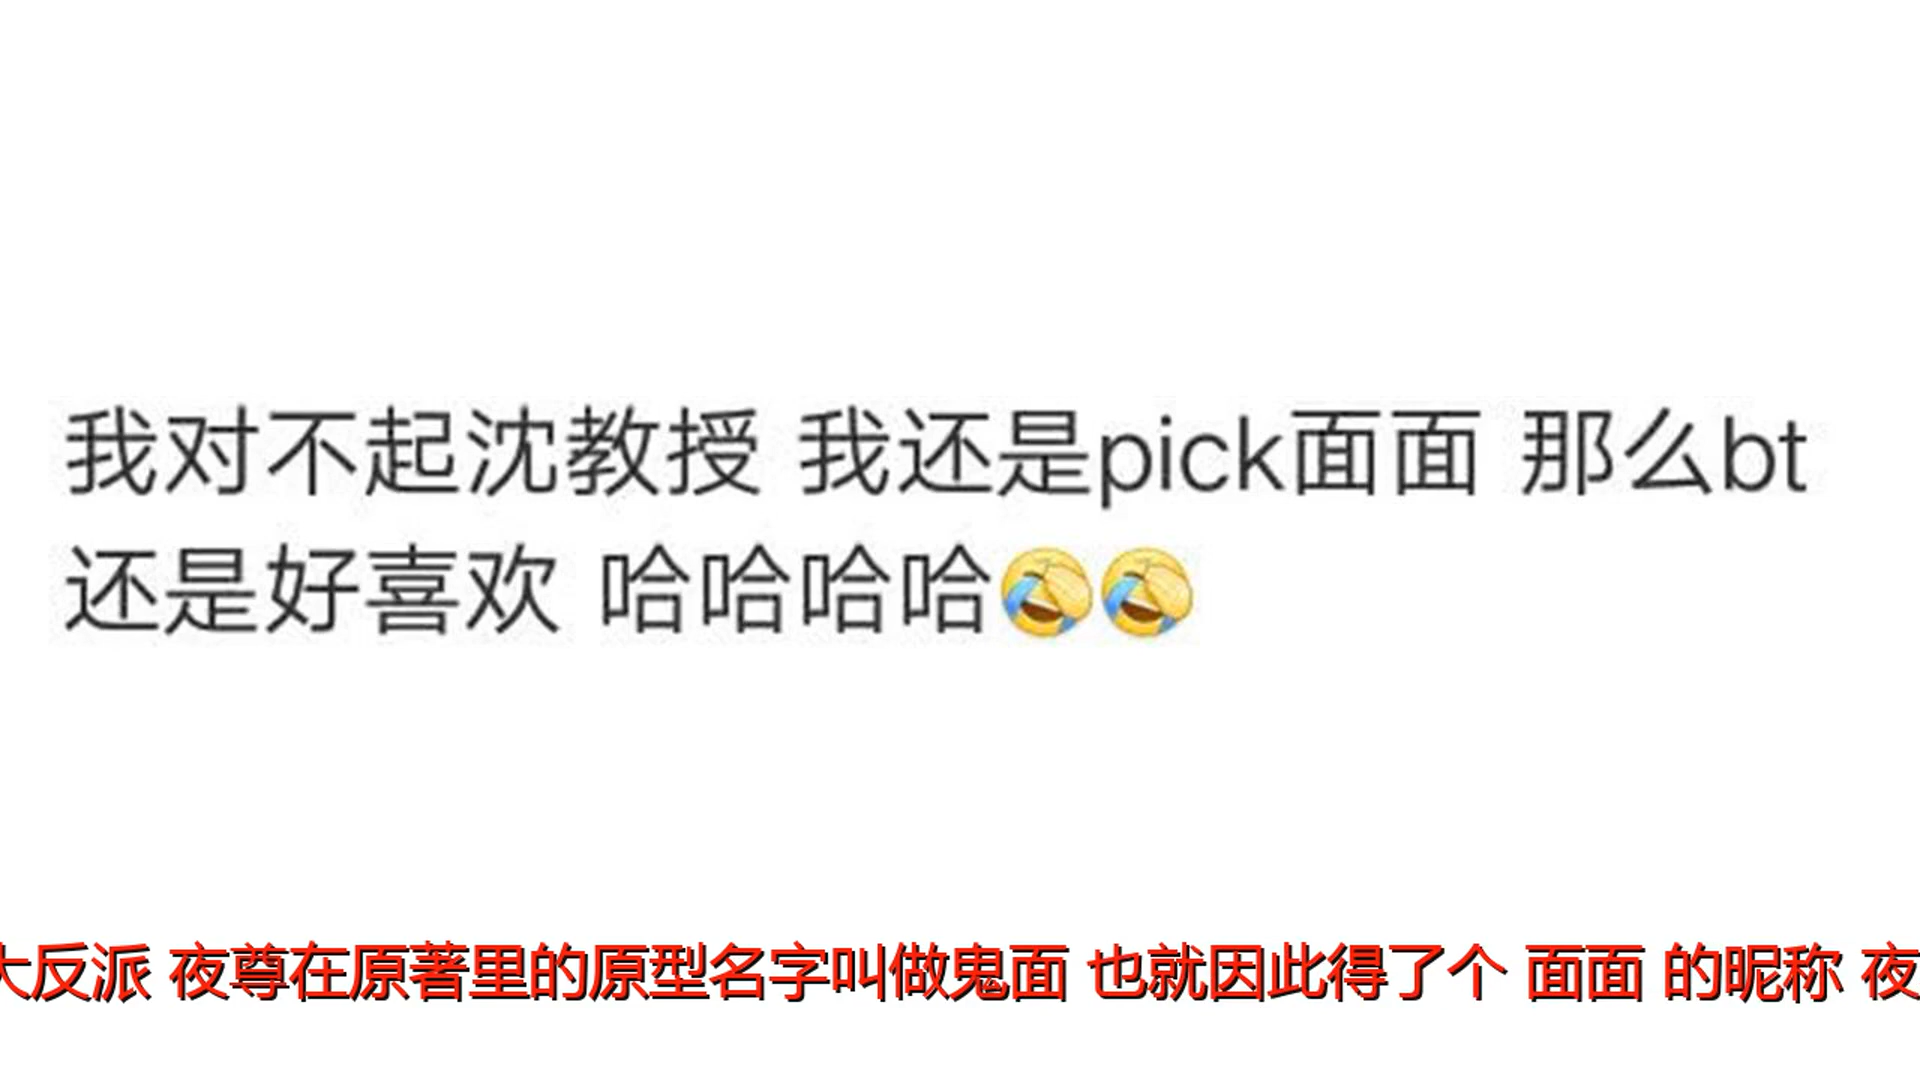 我对不起沈教授 我还是pick面面 那么bt
还是好喜欢 哈哈哈哈🤣🤣
大反派 夜尊在原著里的原型名字叫做鬼面 也就因此得了个 面面 的昵称 夜